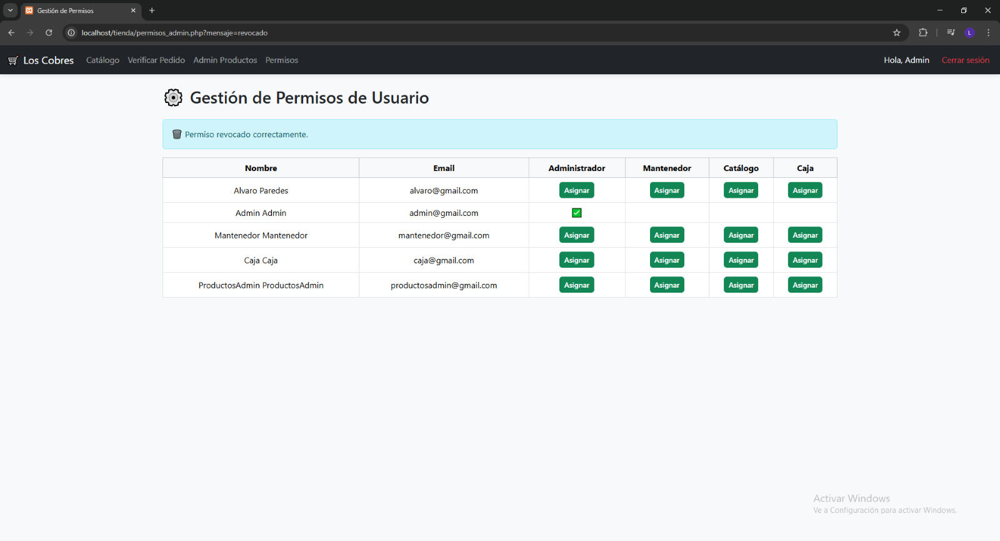 Gestión de Permisos
localhost/tienda/permisos_admin.php?mensaje=revocado
L
Los Cobres Catálogo Verificar Pedido Admin Productos Permisos Hola, Admin Cerrar sesión
Gestión de Permisos de Usuario
Permiso revocado correctamente.
Nombre Email Administrador Mantenedor Catálogo Caja
Alvaro Paredes alvaro@gmail.com Asignar Asignar Asignar Asignar
Admin Admin admin@gmail.com
Mantenedor Mantenedor mantenedor@gmail.com Asignar Asignar Asignar Asignar
Caja Caja caja@gmail.com Asignar Asignar Asignar Asignar
ProductosAdmin ProductosAdmin productosadmin@gmail.com Asignar Asignar Asignar Asignar
Activar Windows
Ve a Configuración para activar Windows.